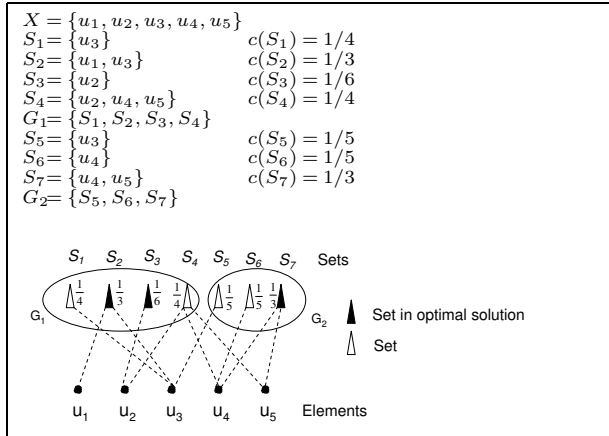 X = {u₁, u₂, u₃, u₄, u₅}
S₁= {u₃} c(S₁) = 1/4
S₂= {u₁, u₃} c(S₂) = 1/3
S₃= {u₂} c(S₃) = 1/6
S₄= {u₂, u₄, u₅} c(S₄) = 1/4
G₁= {S₁, S₂, S₃, S₄}
S₅= {u₃} c(S₅) = 1/5
S₆= {u₄} c(S₆) = 1/5
S₇= {u₄, u₅} c(S₇) = 1/3
G₂= {S₅, S₆, S₇}
S₁ S₂ S₃ S₄ S₅ S₆ S₇ Sets
1/4 1/3 1/6 1/4 1/5 1/5 1/3
G₁ G₂
Set in optimal solution
Set
u₁ u₂ u₃ u₄ u₅ Elements